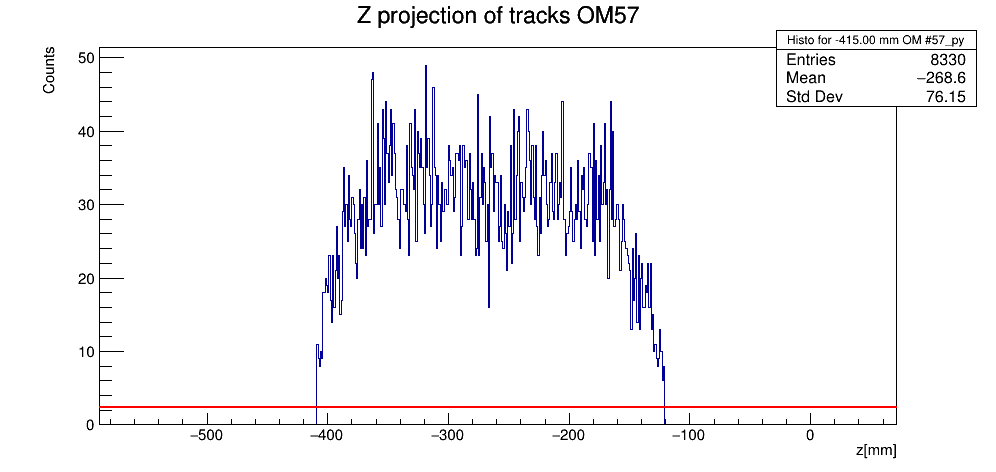 Z projection of tracks OM57
Histo for -415.00 mm OM #57_py
Entries 8330
Mean −268.6
Std Dev 76.15
Counts
50
40
30
20
10
0
−500 −400 −300 −200 −100 0
z[mm]